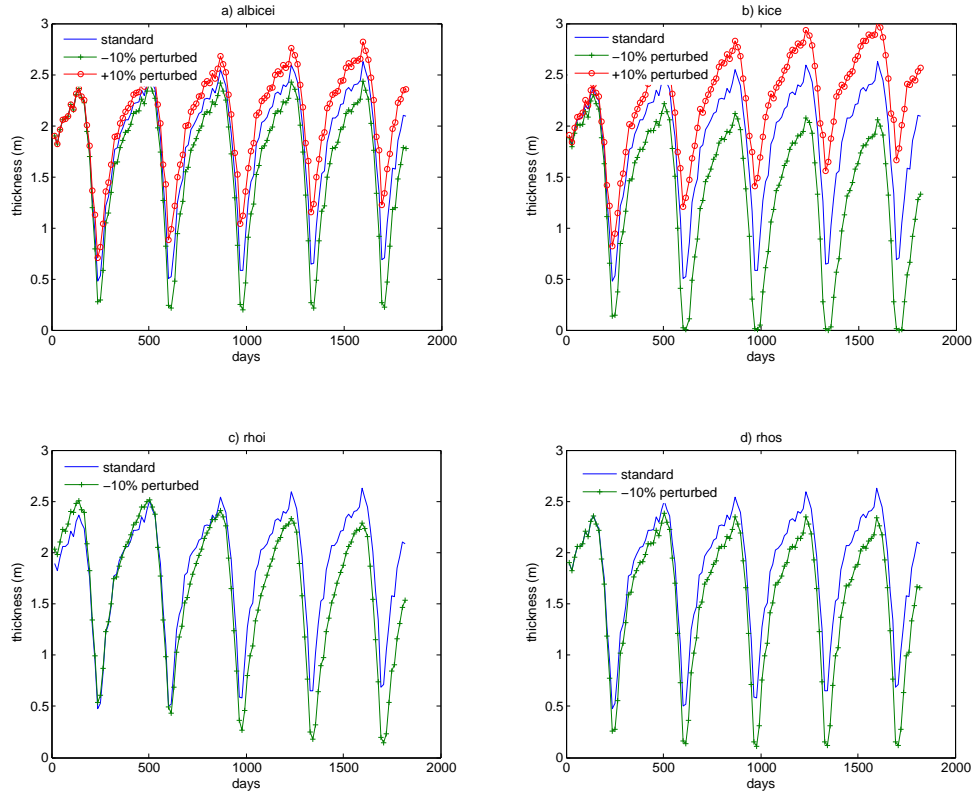 a) albicei
3
2.5
2
1.5
1
0.5
0
thickness (m)
standard
−10% perturbed
+10% perturbed
0 500 1000 1500 2000
days
b) kice
3
2.5
2
1.5
1
0.5
0
thickness (m)
standard
−10% perturbed
+10% perturbed
0 500 1000 1500 2000
days
c) rhoi
3
2.5
2
1.5
1
0.5
0
thickness (m)
standard
−10% perturbed
0 500 1000 1500 2000
days
d) rhos
3
2.5
2
1.5
1
0.5
0
thickness (m)
standard
−10% perturbed
0 500 1000 1500 2000
days